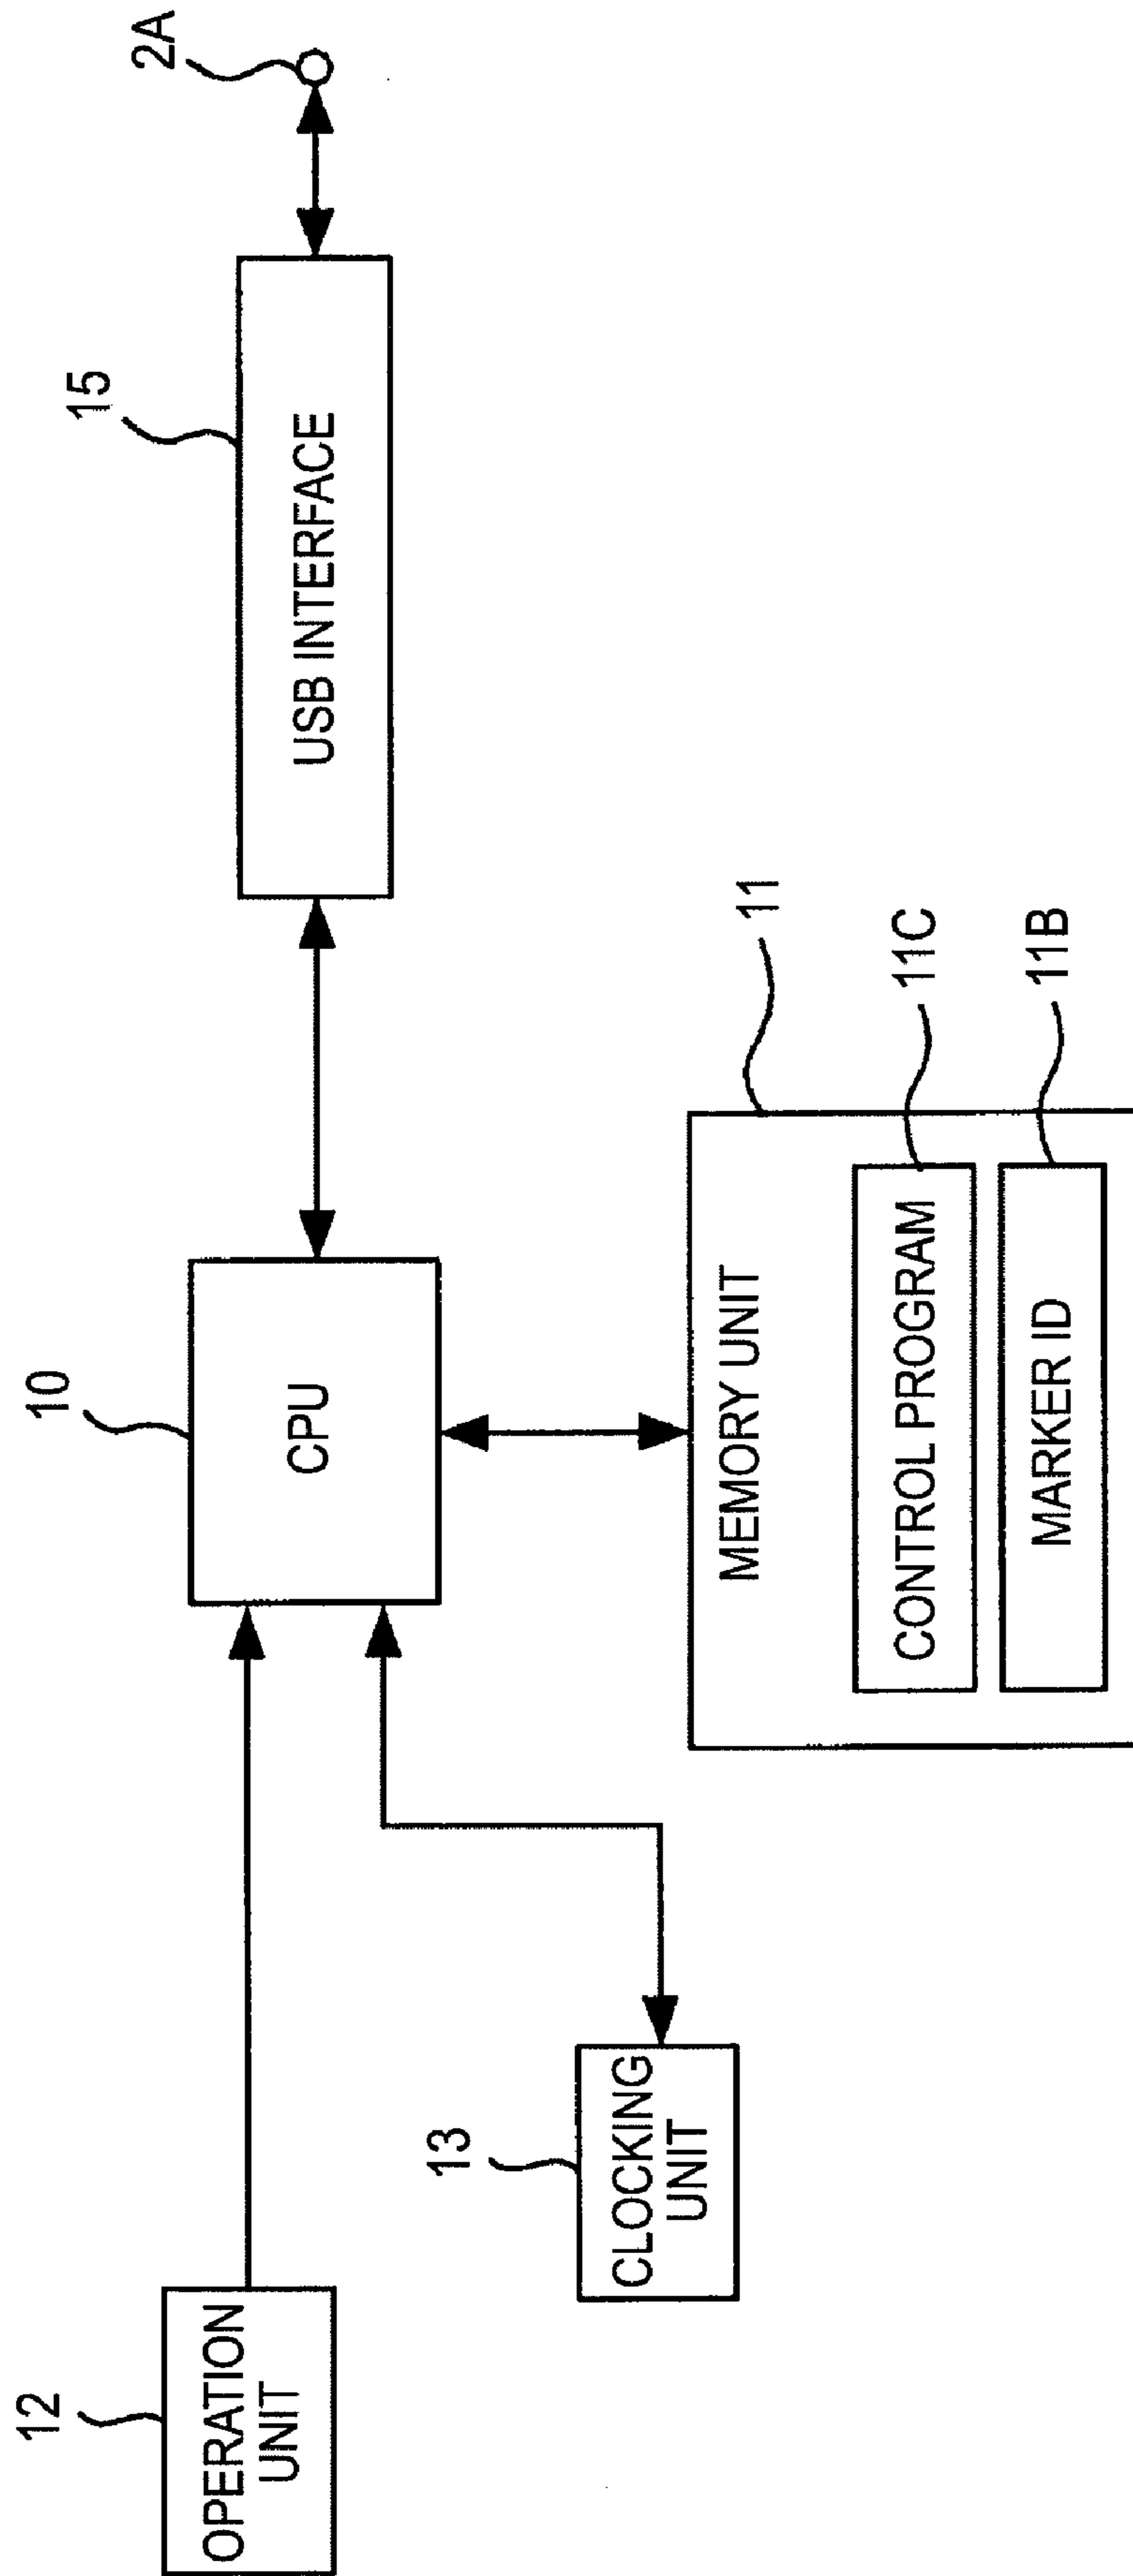 12
OPERATION
UNIT
13
CLOCKING
UNIT
10
CPU
MEMORY UNIT
CONTROL PROGRAM
MARKER ID
11
11C
11B
15
USB INTERFACE
2A